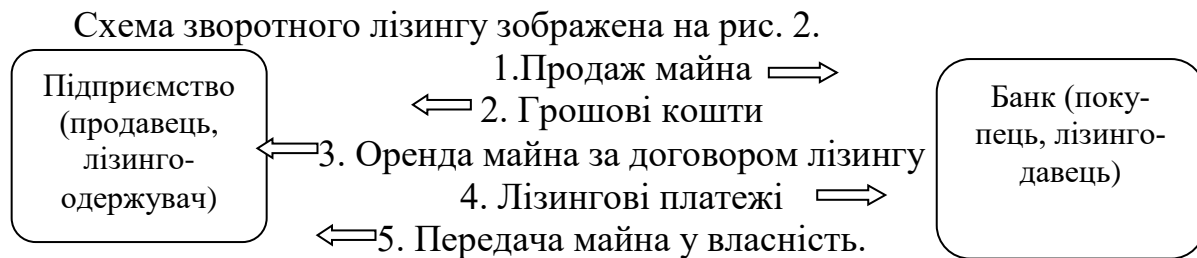 Схема зворотного лізингу зображена на рис. 2.
Підприємство
(продавець,
лізинго-
одержувач)
1.Продаж майна
2. Грошові кошти
3. Оренда майна за договором лізингу
4. Лізингові платежі
5. Передача майна у власність.
Банк (поку-
пець, лізинго-
давець)